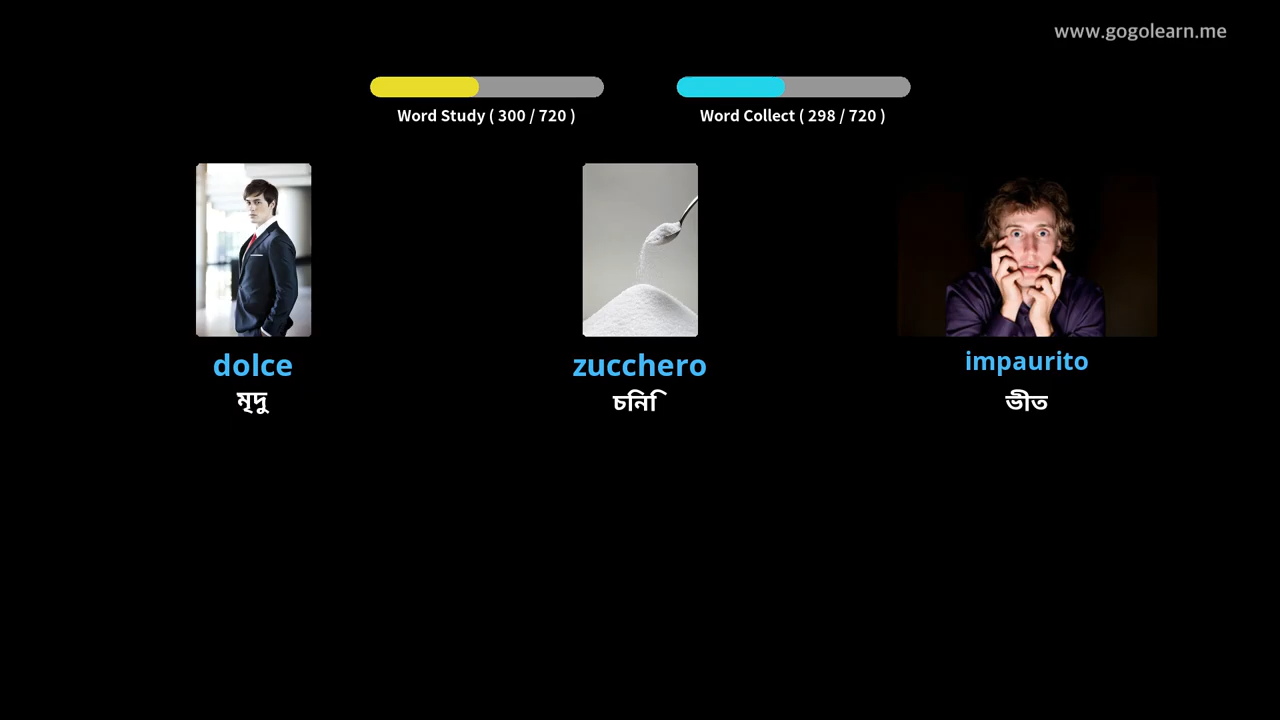 www.gogolearn.me
Word Study ( 300 / 720 )
Word Collect ( 298 / 720 )
dolce
zucchero
impaurito
মৃদু
চিনি
ভীত